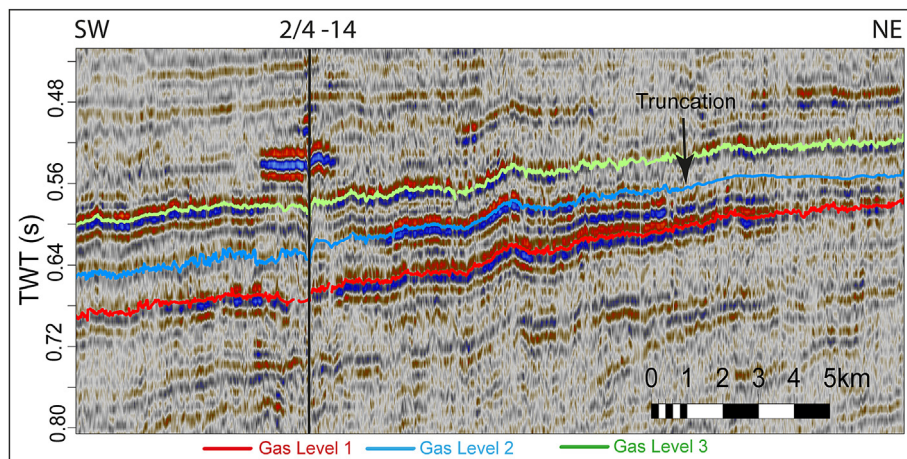 SW 2/4 -14 NE
Truncation
0.48
0.56
0.64
0.72
0.80
TWT (s)
0 1 2 3 4 5km
Gas Level 1 Gas Level 2 Gas Level 3